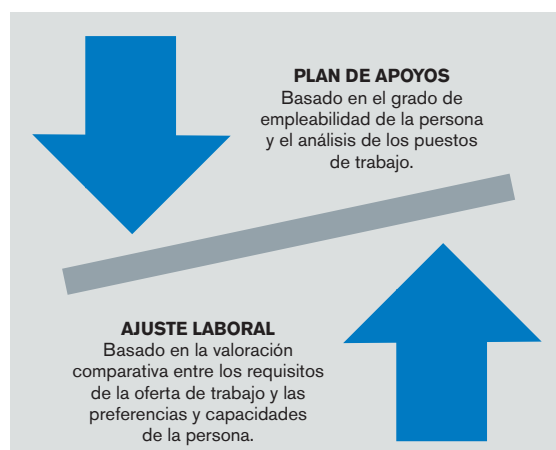 PLAN DE APOYOS
Basado en el grado de
empleabilidad de la persona
y el análisis de los puestos
de trabajo.
AJUSTE LABORAL
Basado en la valoración
comparativa entre los requisitos
de la oferta de trabajo y las
preferencias y capacidades
de la persona.